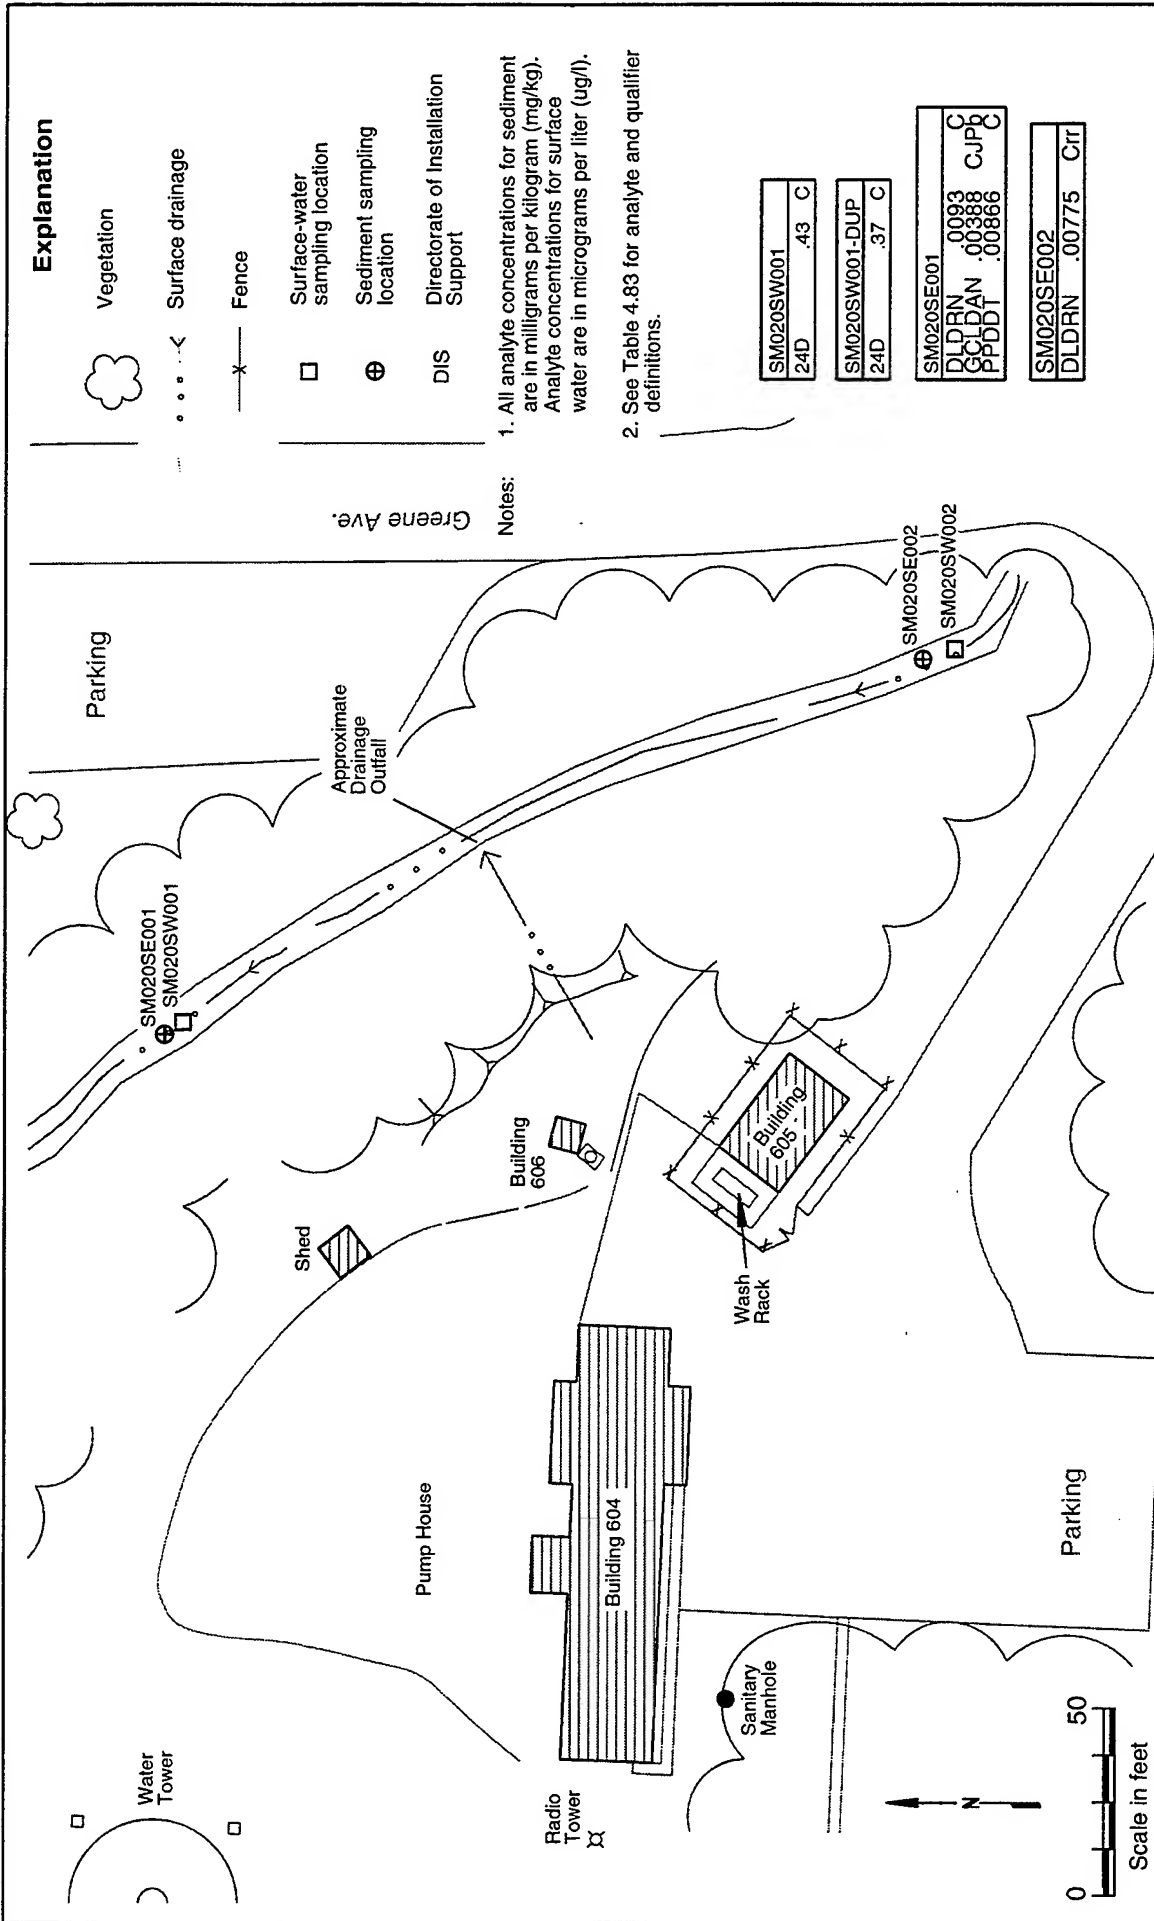 Explanation
Vegetation
Surface drainage
Fence
Surface-water
sampling location
Sediment sampling
location
DIS Directorate of Installation
Support
Notes: 1. All analyte concentrations for sediment
are in milligrams per kilogram (mg/kg).
Analyte concentrations for surface
water are in micrograms per liter (ug/l).
2. See Table 4.83 for analyte and qualifier
definitions.
SM020SW001
24D .43 C
SM020SW001-DUP
24D .37 C
SM020SE001
DLDRN .0093 C
GCLDAN .00388 CJPb
PPDDT .00866 C
SM020SE002
DLDRN .00775 Crr
Greene Ave.
Parking
Approximate
Drainage
Outfall
SM020SE001
SM020SW001
SM020SE002
SM020SW002
Building
606
Shed
Building
605
Wash
Rack
Pump House
Building 604
Parking
Water
Tower
Radio
Tower
Sanitary
Manhole
N
0 50
Scale in feet